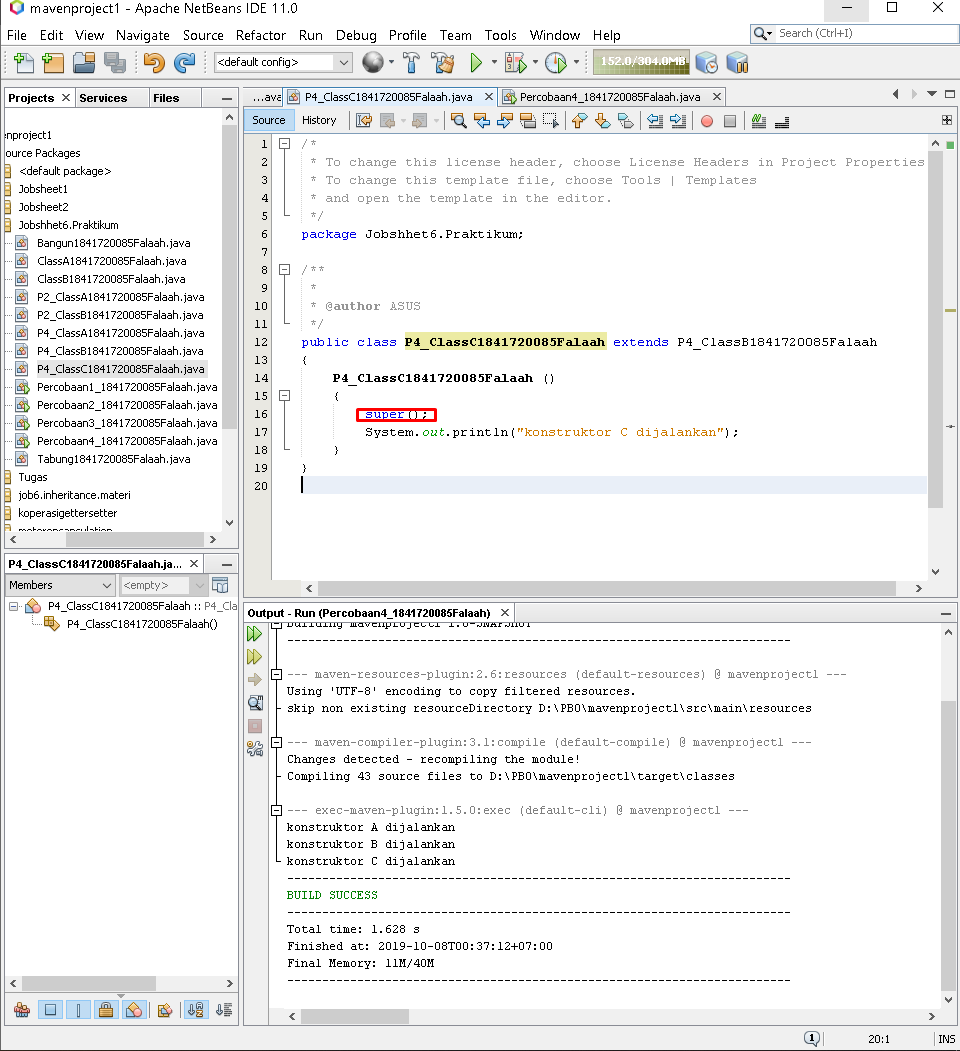 mavenproject1 - Apache NetBeans IDE 11.0
File Edit View Navigate Source Refactor Run Debug Profile Team Tools Window Help
Search (Ctrl+I)
<default config>
152.0/304.0MB
Projects Services Files
...ava P4_ClassC1841720085Falaah.java Percobaan4_1841720085Falaah.java
Source History
enproject1
ource Packages
<default package>
Jobsheet1
Jobsheet2
Jobshhet6.Praktikum
Bangun1841720085Falaah.java
ClassA1841720085Falaah.java
ClassB1841720085Falaah.java
P2_ClassA1841720085Falaah.java
P2_ClassB1841720085Falaah.java
P4_ClassA1841720085Falaah.java
P4_ClassB1841720085Falaah.java
P4_ClassC1841720085Falaah.java
Percobaan1_1841720085Falaah.java
Percobaan2_1841720085Falaah.java
Percobaan3_1841720085Falaah.java
Percobaan4_1841720085Falaah.java
Tabung1841720085Falaah.java
Tugas
job6.inheritance.materi
koperasigettersetter
motorencapsulation
1 /*
2 * To change this license header, choose License Headers in Project Properties
3 * To change this template file, choose Tools | Templates
4 * and open the template in the editor.
5 */
6 package Jobshhet6.Praktikum;
7
8 /**
9 *
10 * @author ASUS
11 */
12 public class P4_ClassC1841720085Falaah extends P4_ClassB1841720085Falaah
13 {
14 P4_ClassC1841720085Falaah ()
15 {
16 super();
17 System.out.println("konstruktor C dijalankan");
18 }
19 }
20
P4_ClassC1841720085Falaah.ja...
Members <empty>
P4_ClassC1841720085Falaah :: P4_Cla
P4_ClassC1841720085Falaah()
Output - Run (Percobaan4_1841720085Falaah)
Building mavenproject1 1.0-SNAPSHOT
------------------------------------------------------------------------
--- maven-resources-plugin:2.6:resources (default-resources) @ mavenproject1 ---
Using 'UTF-8' encoding to copy filtered resources.
skip non existing resourceDirectory D:\PBO\mavenproject1\src\main\resources
--- maven-compiler-plugin:3.1:compile (default-compile) @ mavenproject1 ---
Changes detected - recompiling the module!
Compiling 43 source files to D:\PBO\mavenproject1\target\classes
--- exec-maven-plugin:1.5.0:exec (default-cli) @ mavenproject1 ---
konstruktor A dijalankan
konstruktor B dijalankan
konstruktor C dijalankan
------------------------------------------------------------------------
BUILD SUCCESS
------------------------------------------------------------------------
Total time: 1.628 s
Finished at: 2019-10-08T00:37:12+07:00
Final Memory: 11M/40M
------------------------------------------------------------------------
1 20:1 INS